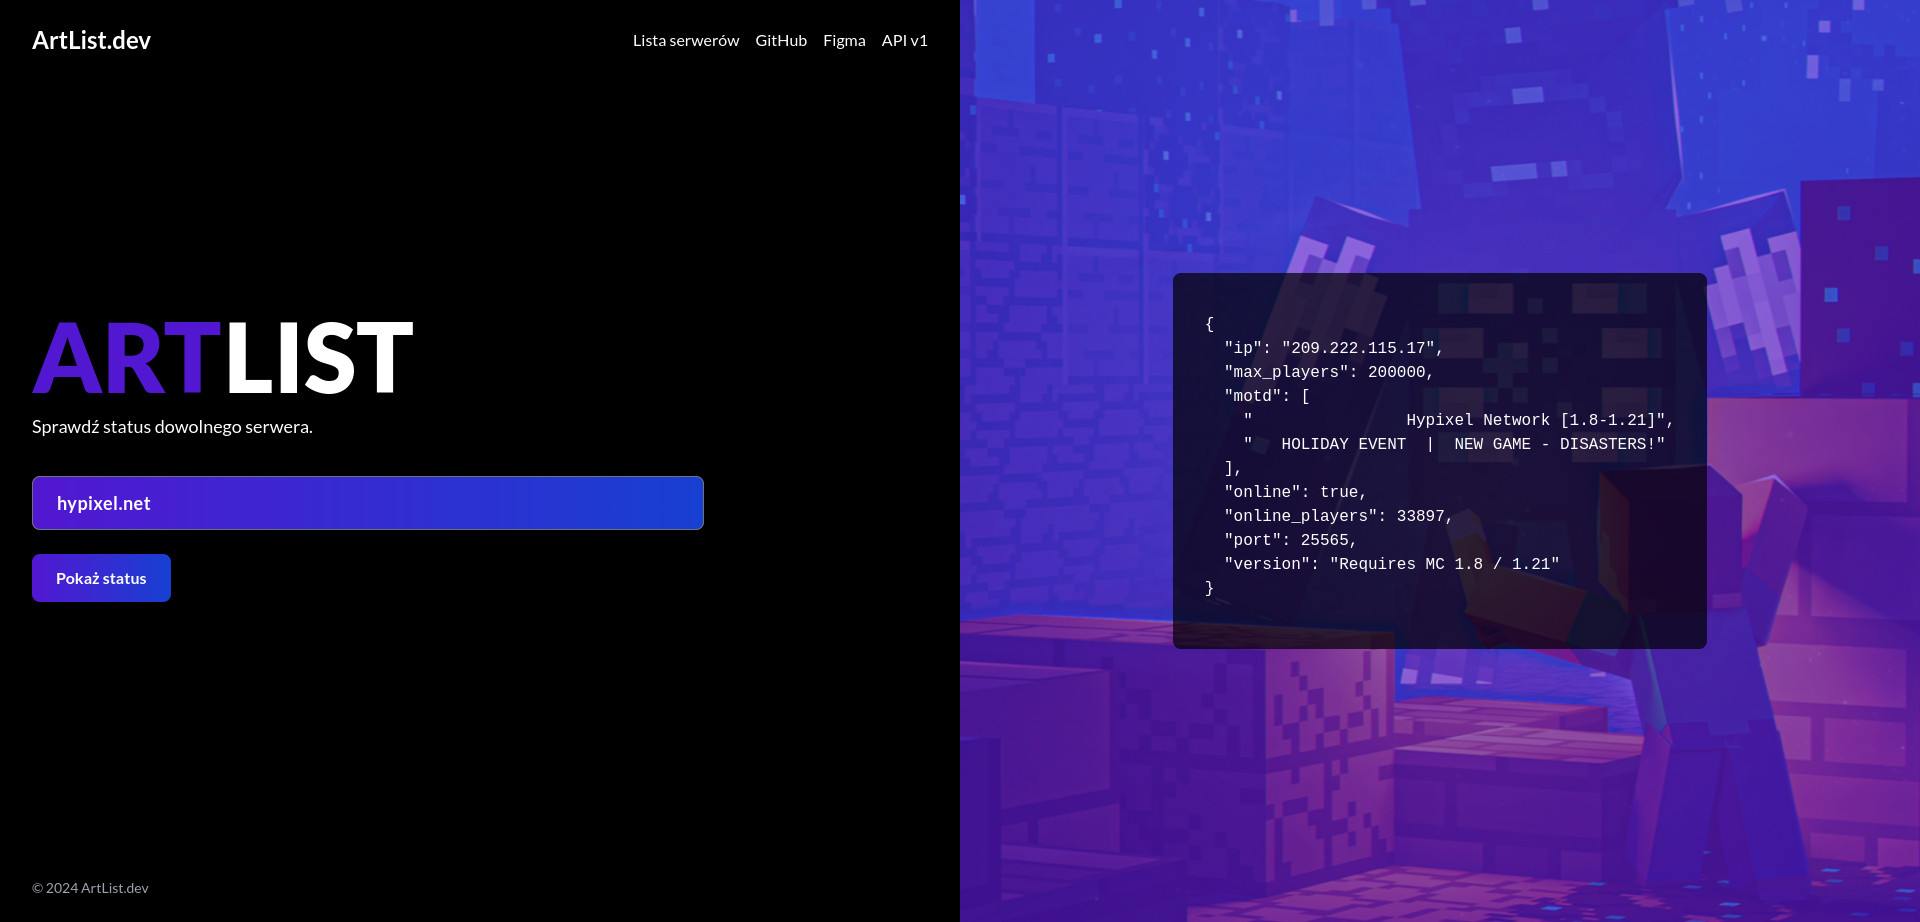 ArtList.dev
Lista serwerów GitHub Figma API v1
ARTLIST
Sprawdź status dowolnego serwera.
hypixel.net
Pokaż status
© 2024 ArtList.dev
{
  "ip": "209.222.115.17",
  "max_players": 200000,
  "motd": [
    "                Hypixel Network [1.8-1.21]",
    "   HOLIDAY EVENT  |  NEW GAME - DISASTERS!"
  ],
  "online": true,
  "online_players": 33897,
  "port": 25565,
  "version": "Requires MC 1.8 / 1.21"
}